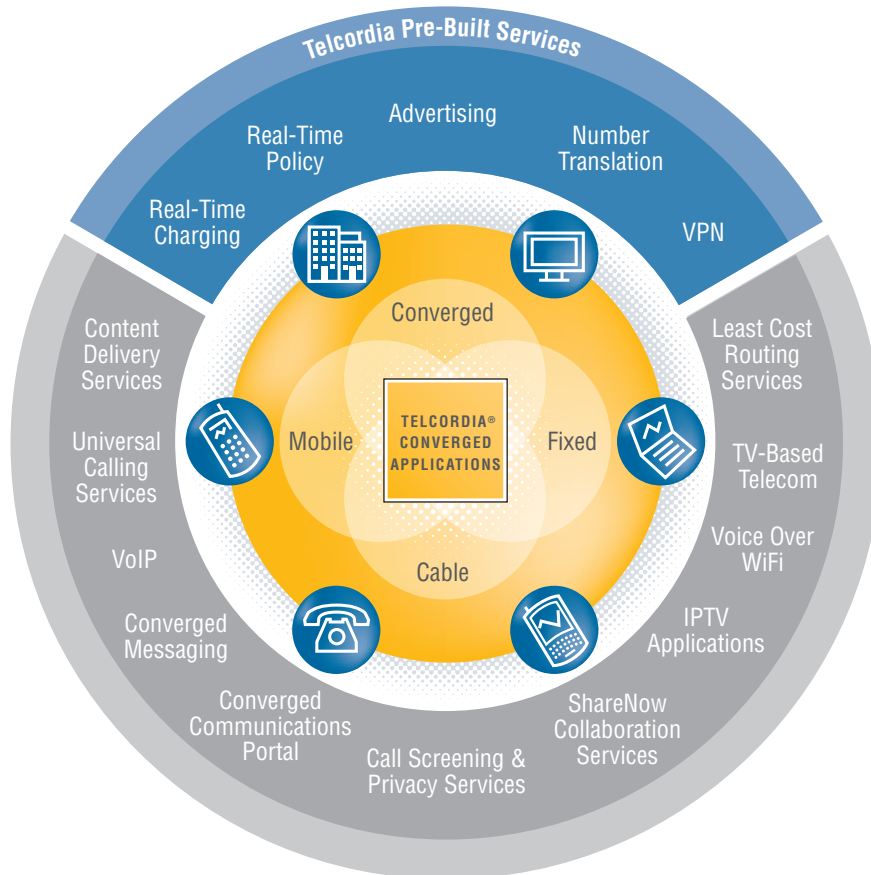 Telcordia Pre-Built Services
Advertising
Real-Time
Policy
Number
Translation
Real-Time
Charging
VPN
Converged
Content
Delivery
Services
Least Cost
Routing
Services
Mobile
TELCORDIA®
CONVERGED
APPLICATIONS
Fixed
Universal
Calling
Services
TV-Based
Telecom
VoIP
Voice Over
WiFi
Cable
Converged
Messaging
IPTV
Applications
Converged
Communications
Portal
ShareNow
Collaboration
Services
Call Screening &
Privacy Services